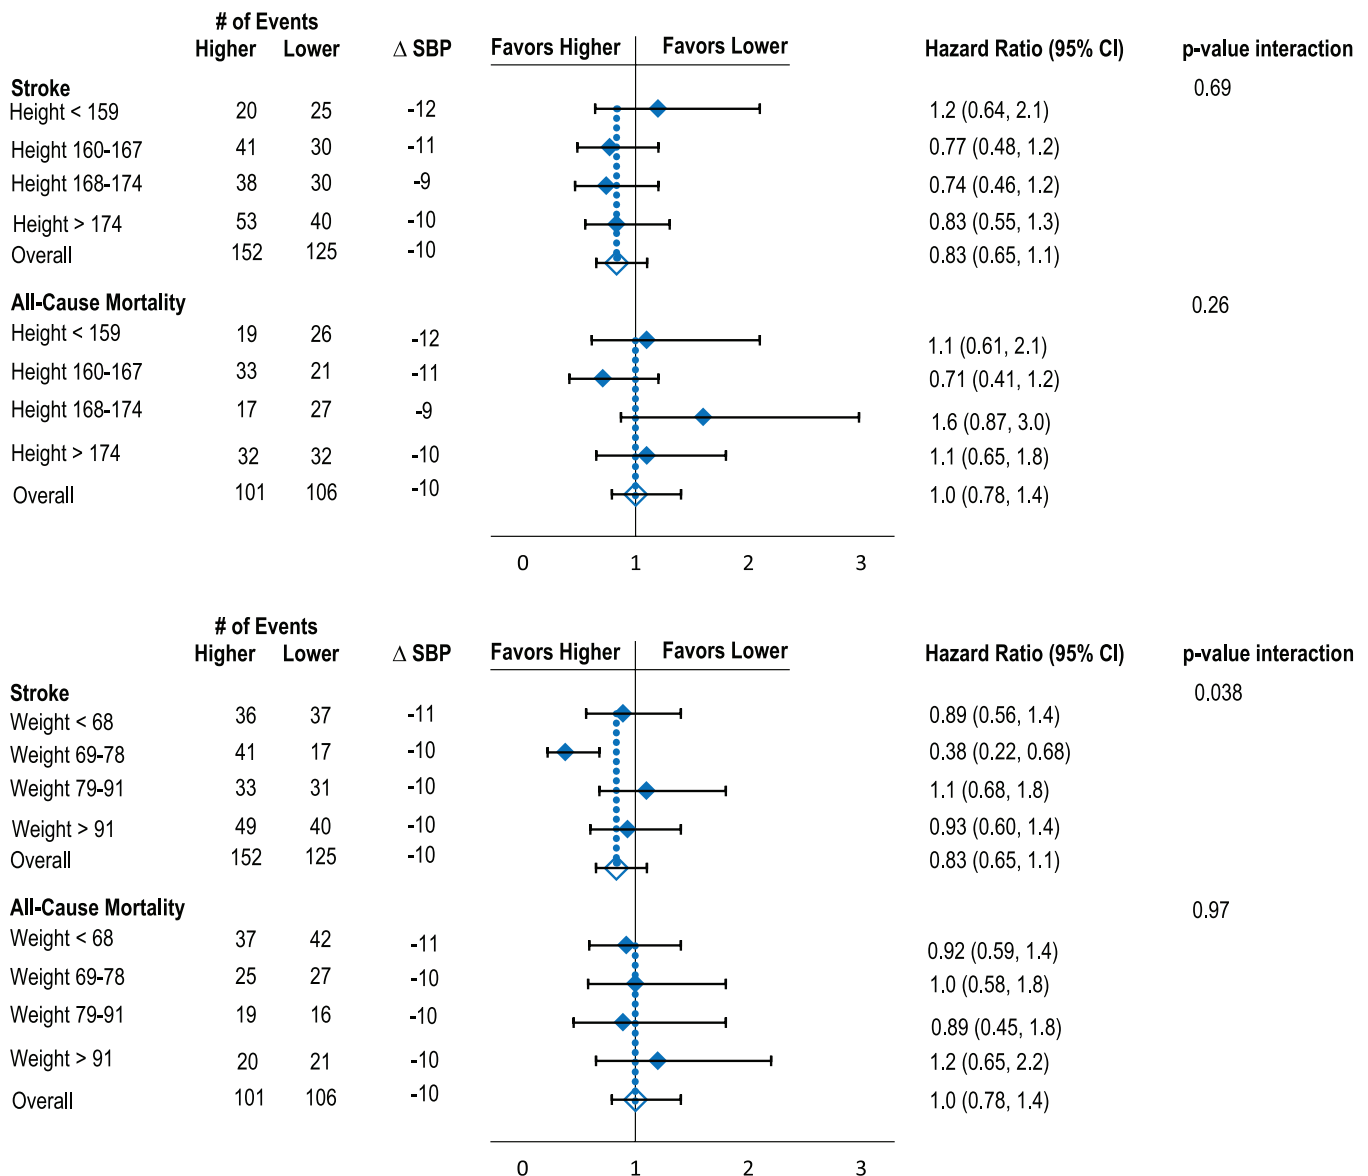 # of Events
Higher Lower Δ SBP Favors Higher Favors Lower Hazard Ratio (95% CI) p-value interaction
Stroke 0.69
Height < 159 20 25 -12 1.2 (0.64, 2.1)
Height 160-167 41 30 -11 0.77 (0.48, 1.2)
Height 168-174 38 30 -9 0.74 (0.46, 1.2)
Height > 174 53 40 -10 0.83 (0.55, 1.3)
Overall 152 125 -10 0.83 (0.65, 1.1)
All-Cause Mortality 0.26
Height < 159 19 26 -12 1.1 (0.61, 2.1)
Height 160-167 33 21 -11 0.71 (0.41, 1.2)
Height 168-174 17 27 -9 1.6 (0.87, 3.0)
Height > 174 32 32 -10 1.1 (0.65, 1.8)
Overall 101 106 -10 1.0 (0.78, 1.4)
0 1 2 3
# of Events
Higher Lower Δ SBP Favors Higher Favors Lower Hazard Ratio (95% CI) p-value interaction
Stroke 0.038
Weight < 68 36 37 -11 0.89 (0.56, 1.4)
Weight 69-78 41 17 -10 0.38 (0.22, 0.68)
Weight 79-91 33 31 -10 1.1 (0.68, 1.8)
Weight > 91 49 40 -10 0.93 (0.60, 1.4)
Overall 152 125 -10 0.83 (0.65, 1.1)
All-Cause Mortality 0.97
Weight < 68 37 42 -11 0.92 (0.59, 1.4)
Weight 69-78 25 27 -10 1.0 (0.58, 1.8)
Weight 79-91 19 16 -10 0.89 (0.45, 1.8)
Weight > 91 20 21 -10 1.2 (0.65, 2.2)
Overall 101 106 -10 1.0 (0.78, 1.4)
0 1 2 3